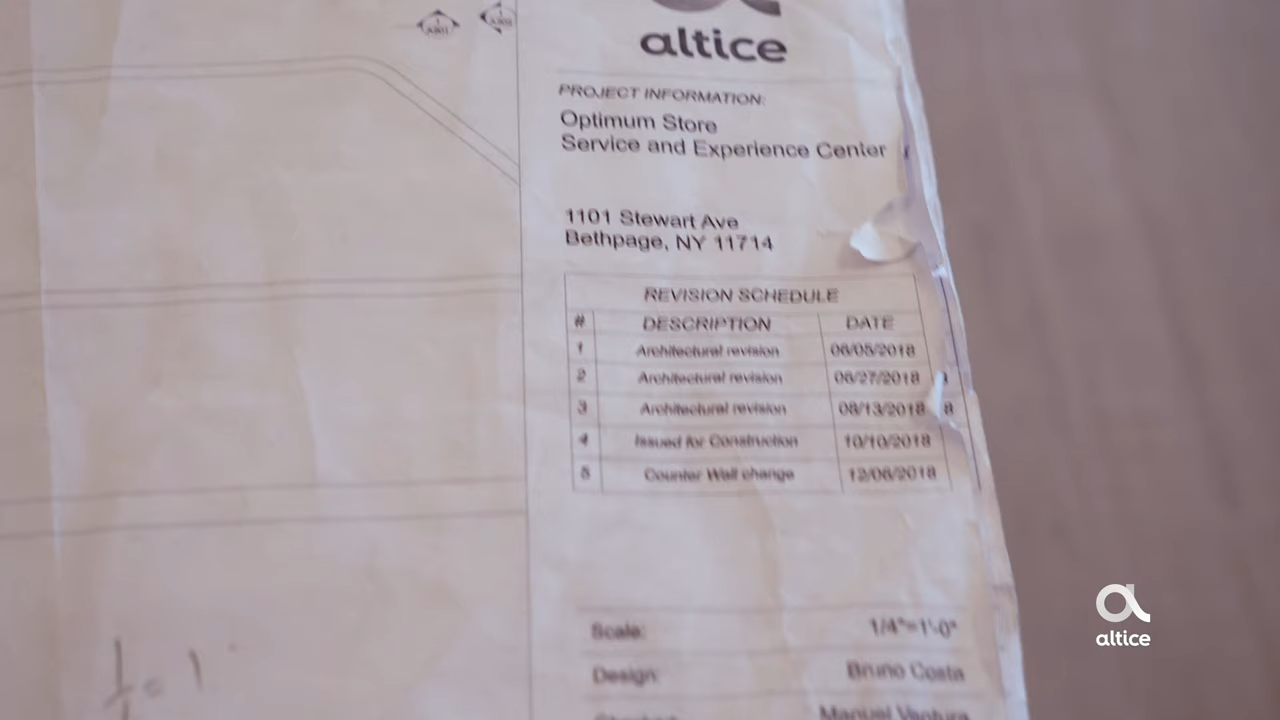 altice
PROJECT INFORMATION:
Optimum Store
Service and Experience Center
1101 Stewart Ave
Bethpage, NY 11714
REVISION SCHEDULE
# DESCRIPTION DATE
1 Architectural revision 06/05/2018
2 Architectural revision 06/27/2018
3 Architectural revision 08/13/2018
4 Issued for Construction 10/10/2018
5 Counter Wall change 12/06/2018
Scale: 1/4"=1'-0"
Design: Bruno Costa
Manuel Ventura
altice